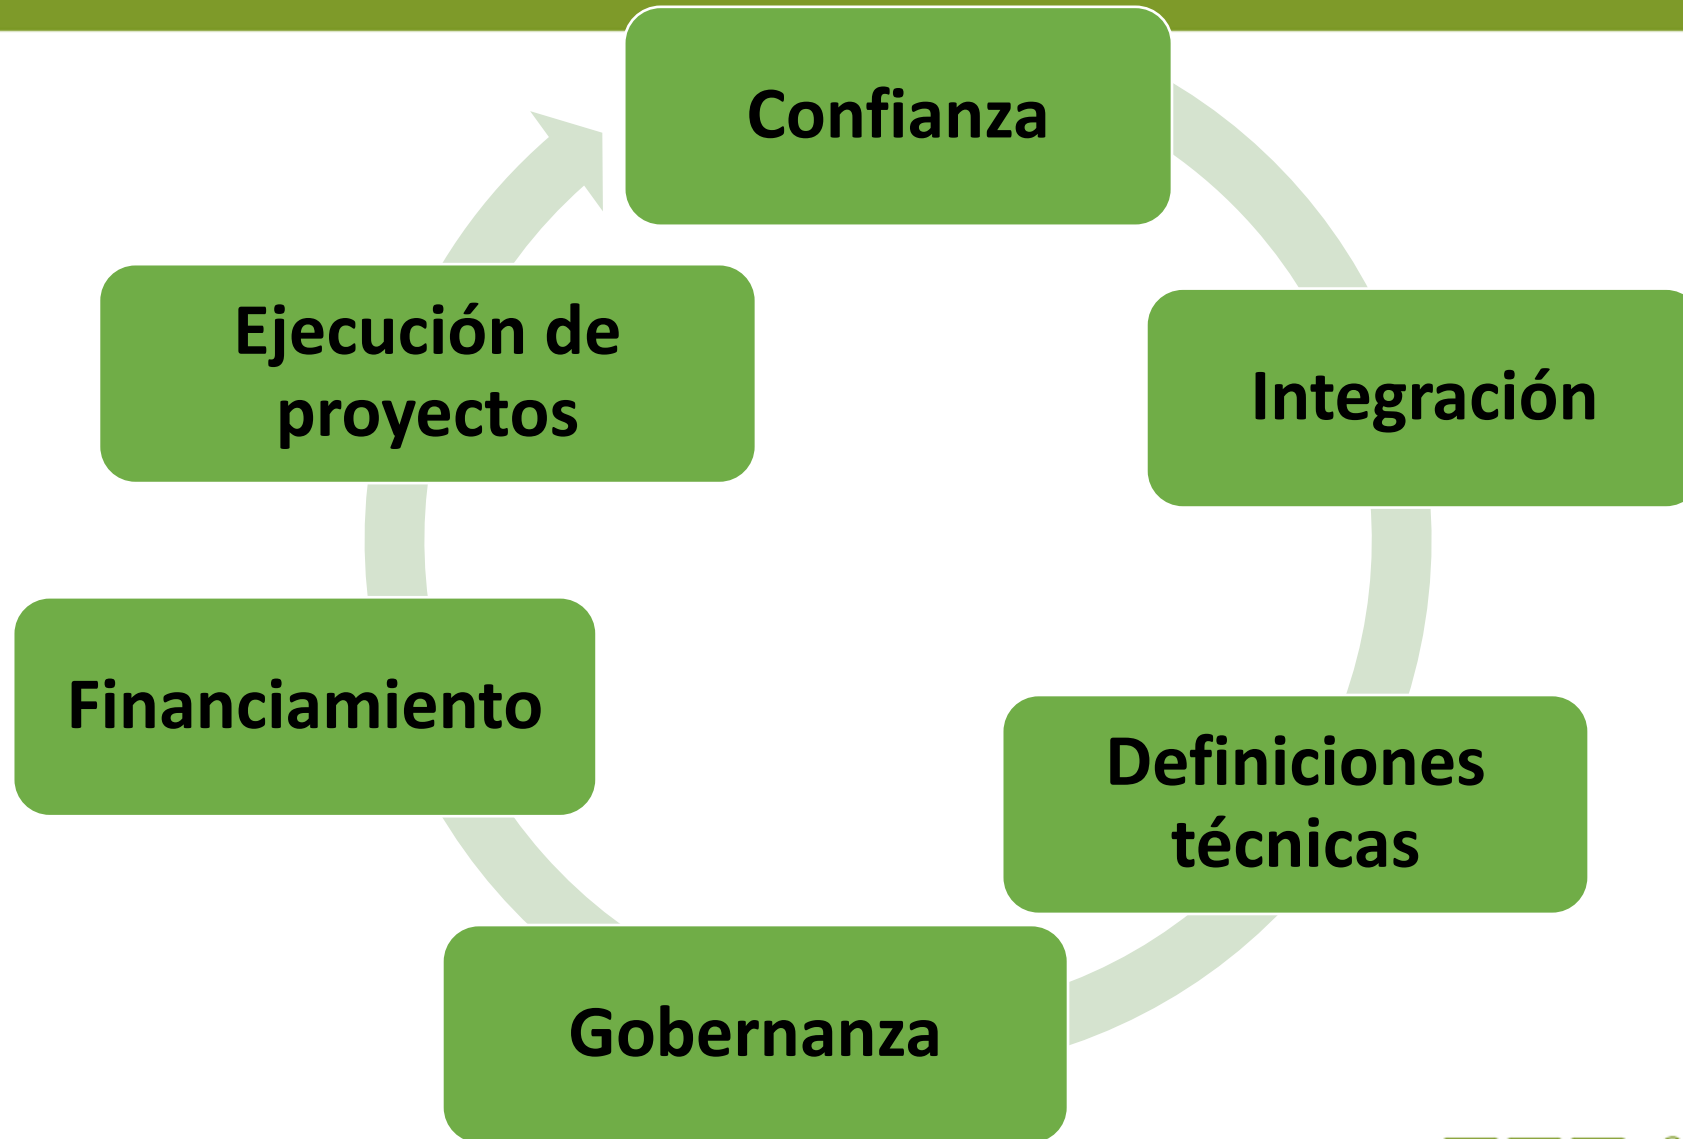 Confianza
Integración
Definiciones
técnicas
Gobernanza
Financiamiento
Ejecución de
proyectos